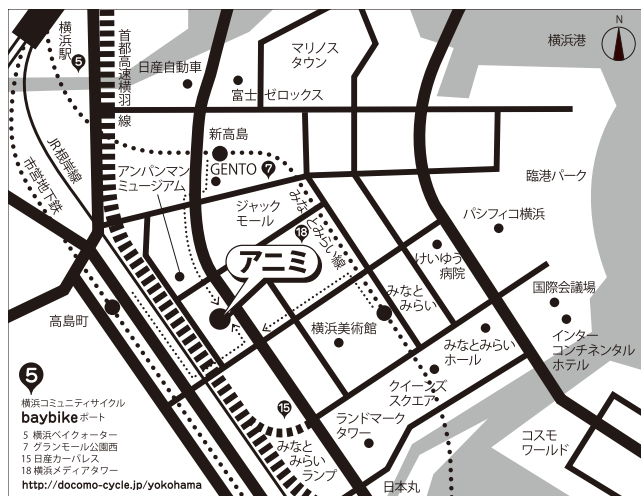 横浜駅
5
首都高速横羽線
日産自動車
マリノス
タウン
富士ゼロックス
横浜港
N
JR根岸線
市営地下鉄
新高島
GENTO
7
アンパンマン
ミュージアム
ジャック
モール
みなとみらい線
18
臨港パーク
パシフィコ横浜
けいゆう
病院
アニミ
みなと
みらい
国際会議場
高島町
横浜美術館
みなとみらい
ホール
インター
コンチネンタル
ホテル
クイーンズ
スクエア
15
ランドマーク
タワー
コスモ
ワールド
みなと
みらい
ランプ
日本丸
5
横浜コミュニティサイクル
baybikeポート
5 横浜ベイクォーター
7 グランモール公園西
15 日産カーパレス
18 横浜メディアタワー
http://docomo-cycle.jp/yokohama